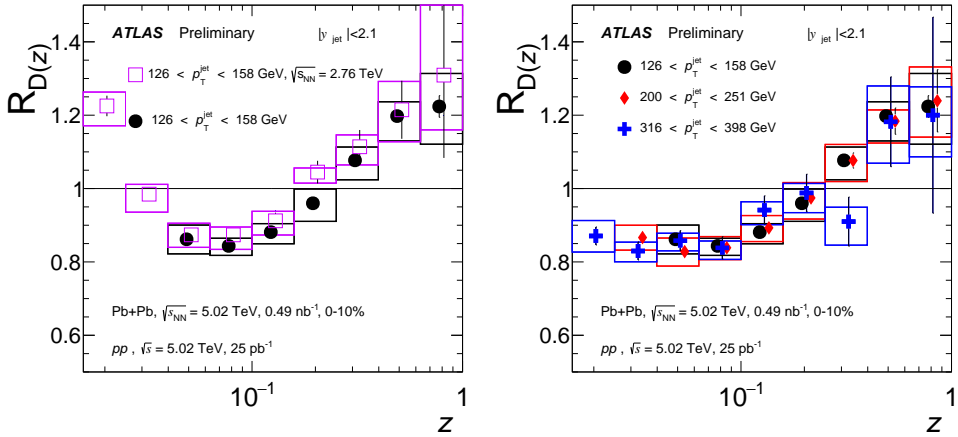 ATLAS Preliminary |y jet|<2.1
126 < p_T^jet < 158 GeV, √s_NN = 2.76 TeV
126 < p_T^jet < 158 GeV
Pb+Pb, √s_NN = 5.02 TeV, 0.49 nb⁻¹, 0-10%
pp , √s = 5.02 TeV, 25 pb⁻¹
R_D(z)
1.4
1.2
1
0.8
0.6
10⁻¹
1
z
ATLAS Preliminary |y jet|<2.1
126 < p_T^jet < 158 GeV
200 < p_T^jet < 251 GeV
316 < p_T^jet < 398 GeV
Pb+Pb, √s_NN = 5.02 TeV, 0.49 nb⁻¹, 0-10%
pp , √s = 5.02 TeV, 25 pb⁻¹
R_D(z)
1.4
1.2
1
0.8
0.6
10⁻¹
1
z